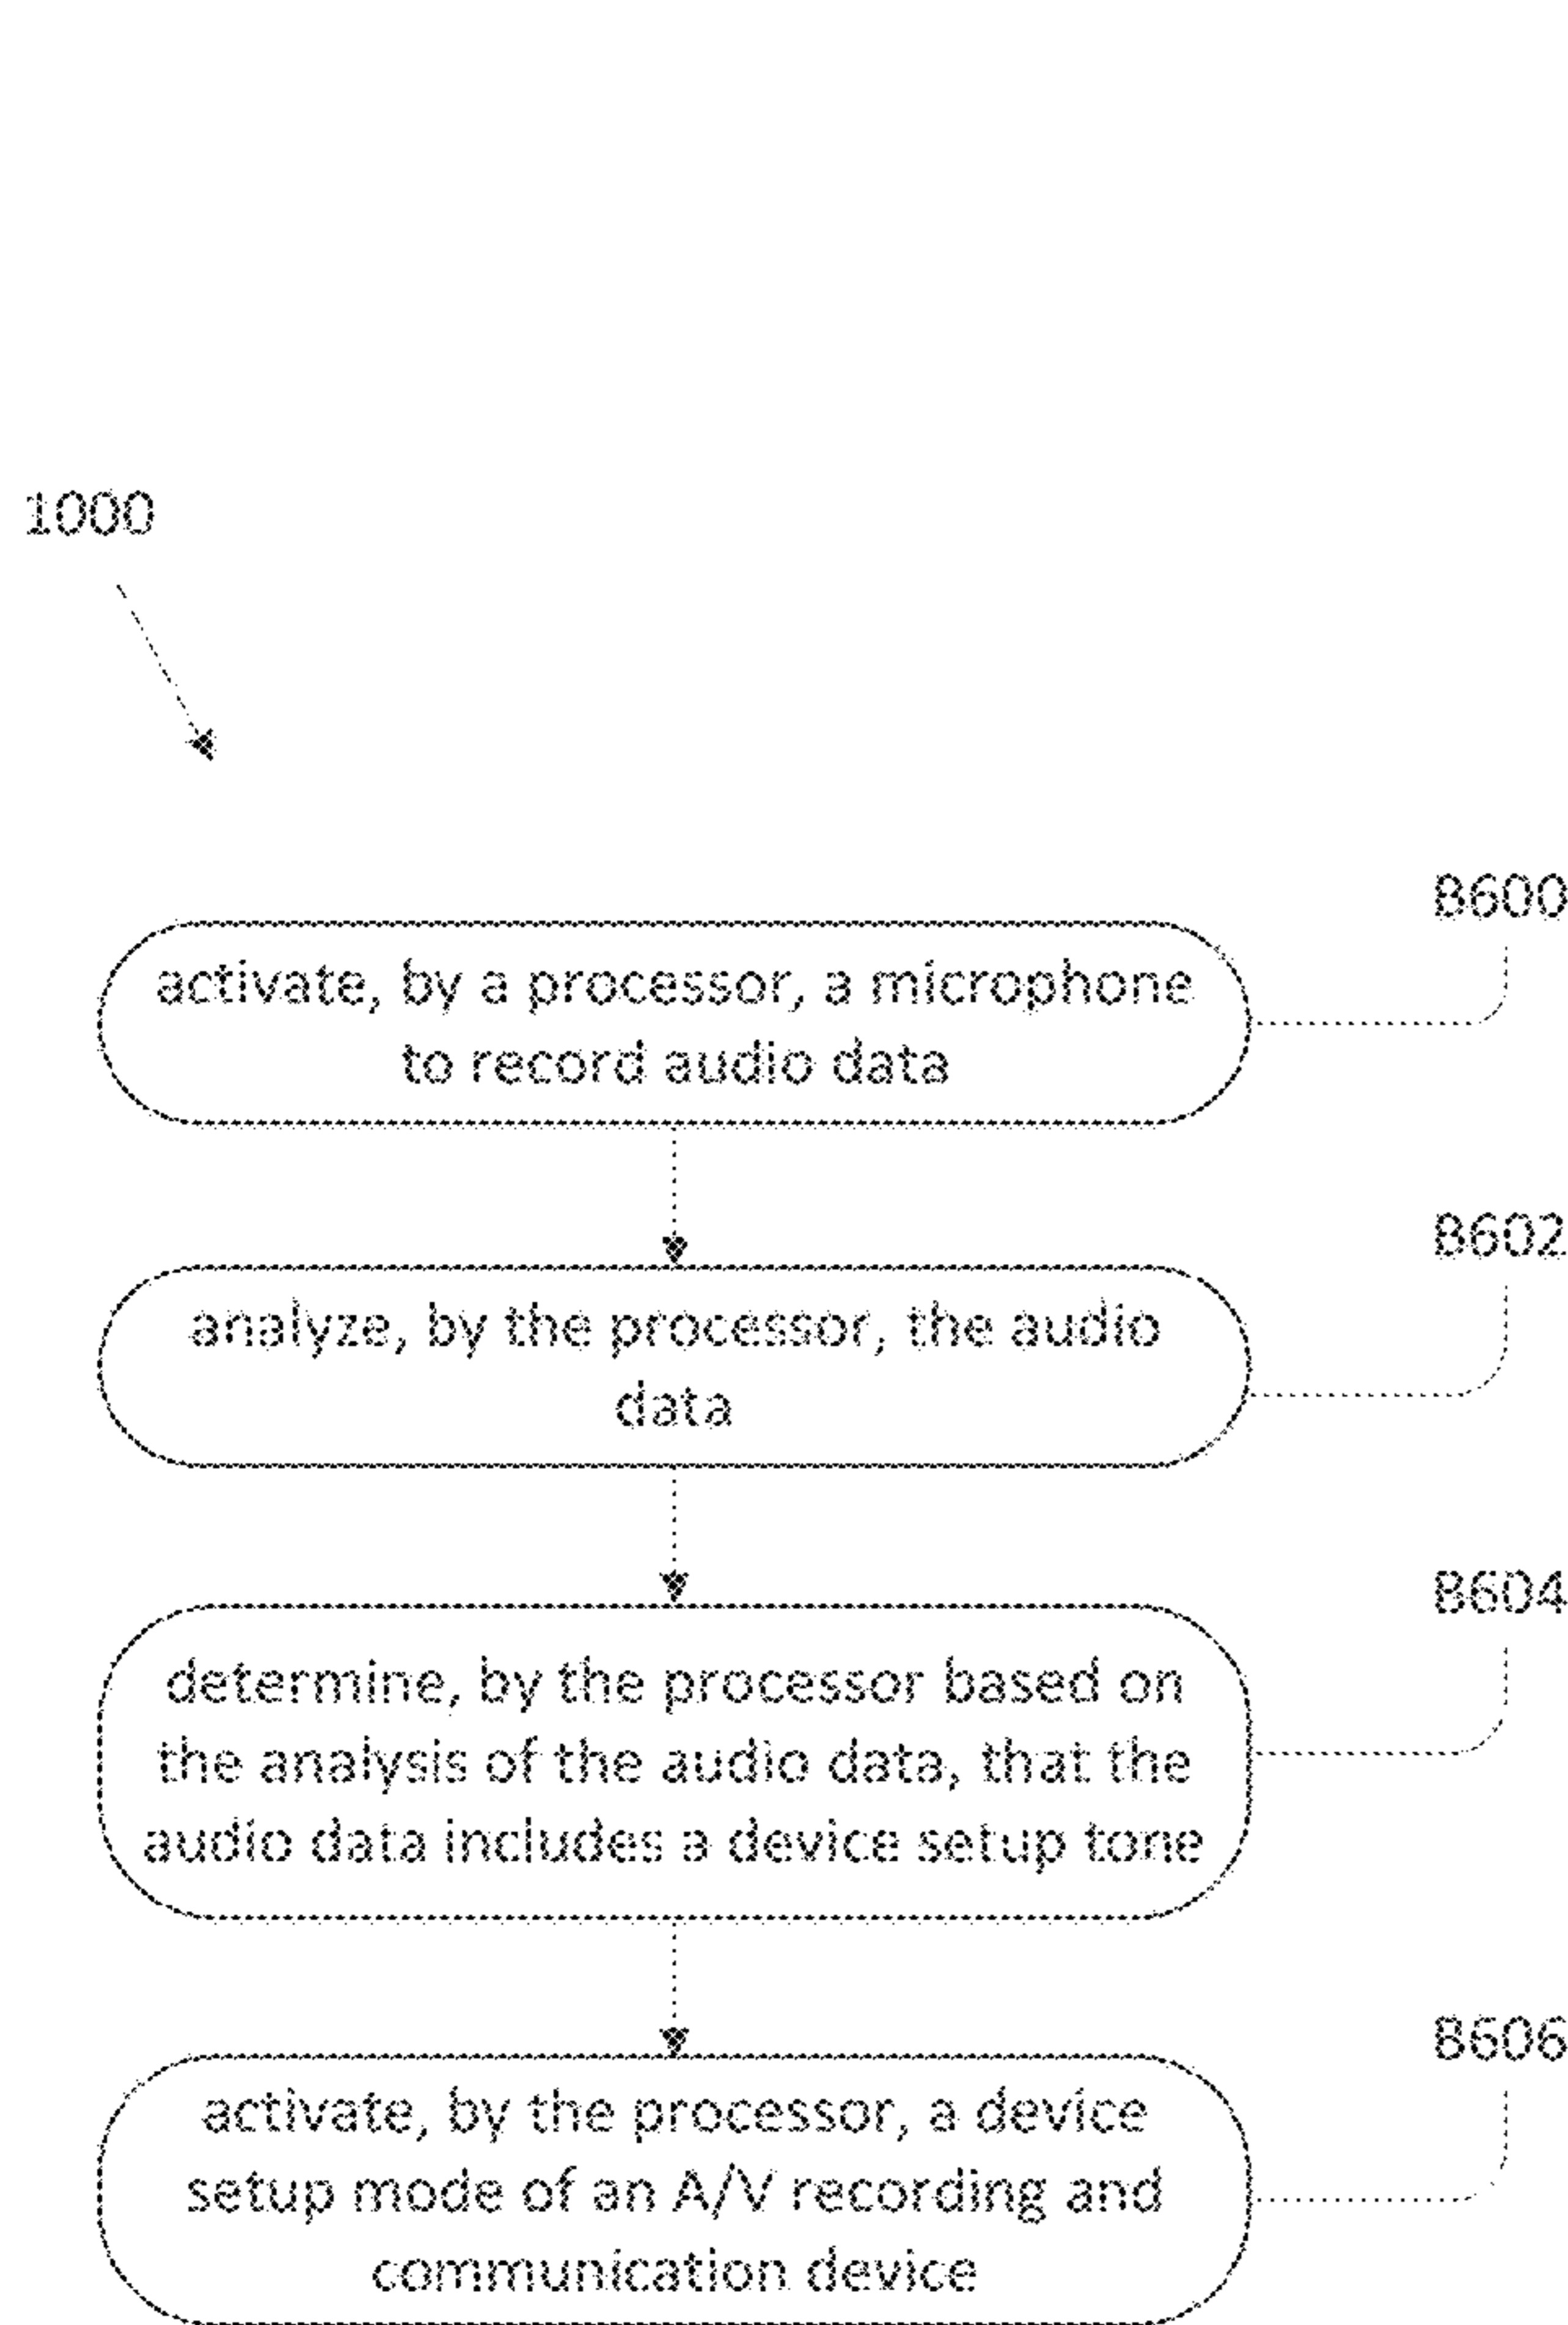 1000
B600
activate, by a processor, a microphone
to record audio data
B602
analyze, by the processor, the audio
data
B604
determine, by the processor based on
the analysis of the audio data, that the
audio data includes a device setup tone
B606
activate, by the processor, a device
setup mode of an A/V recording and
communication device